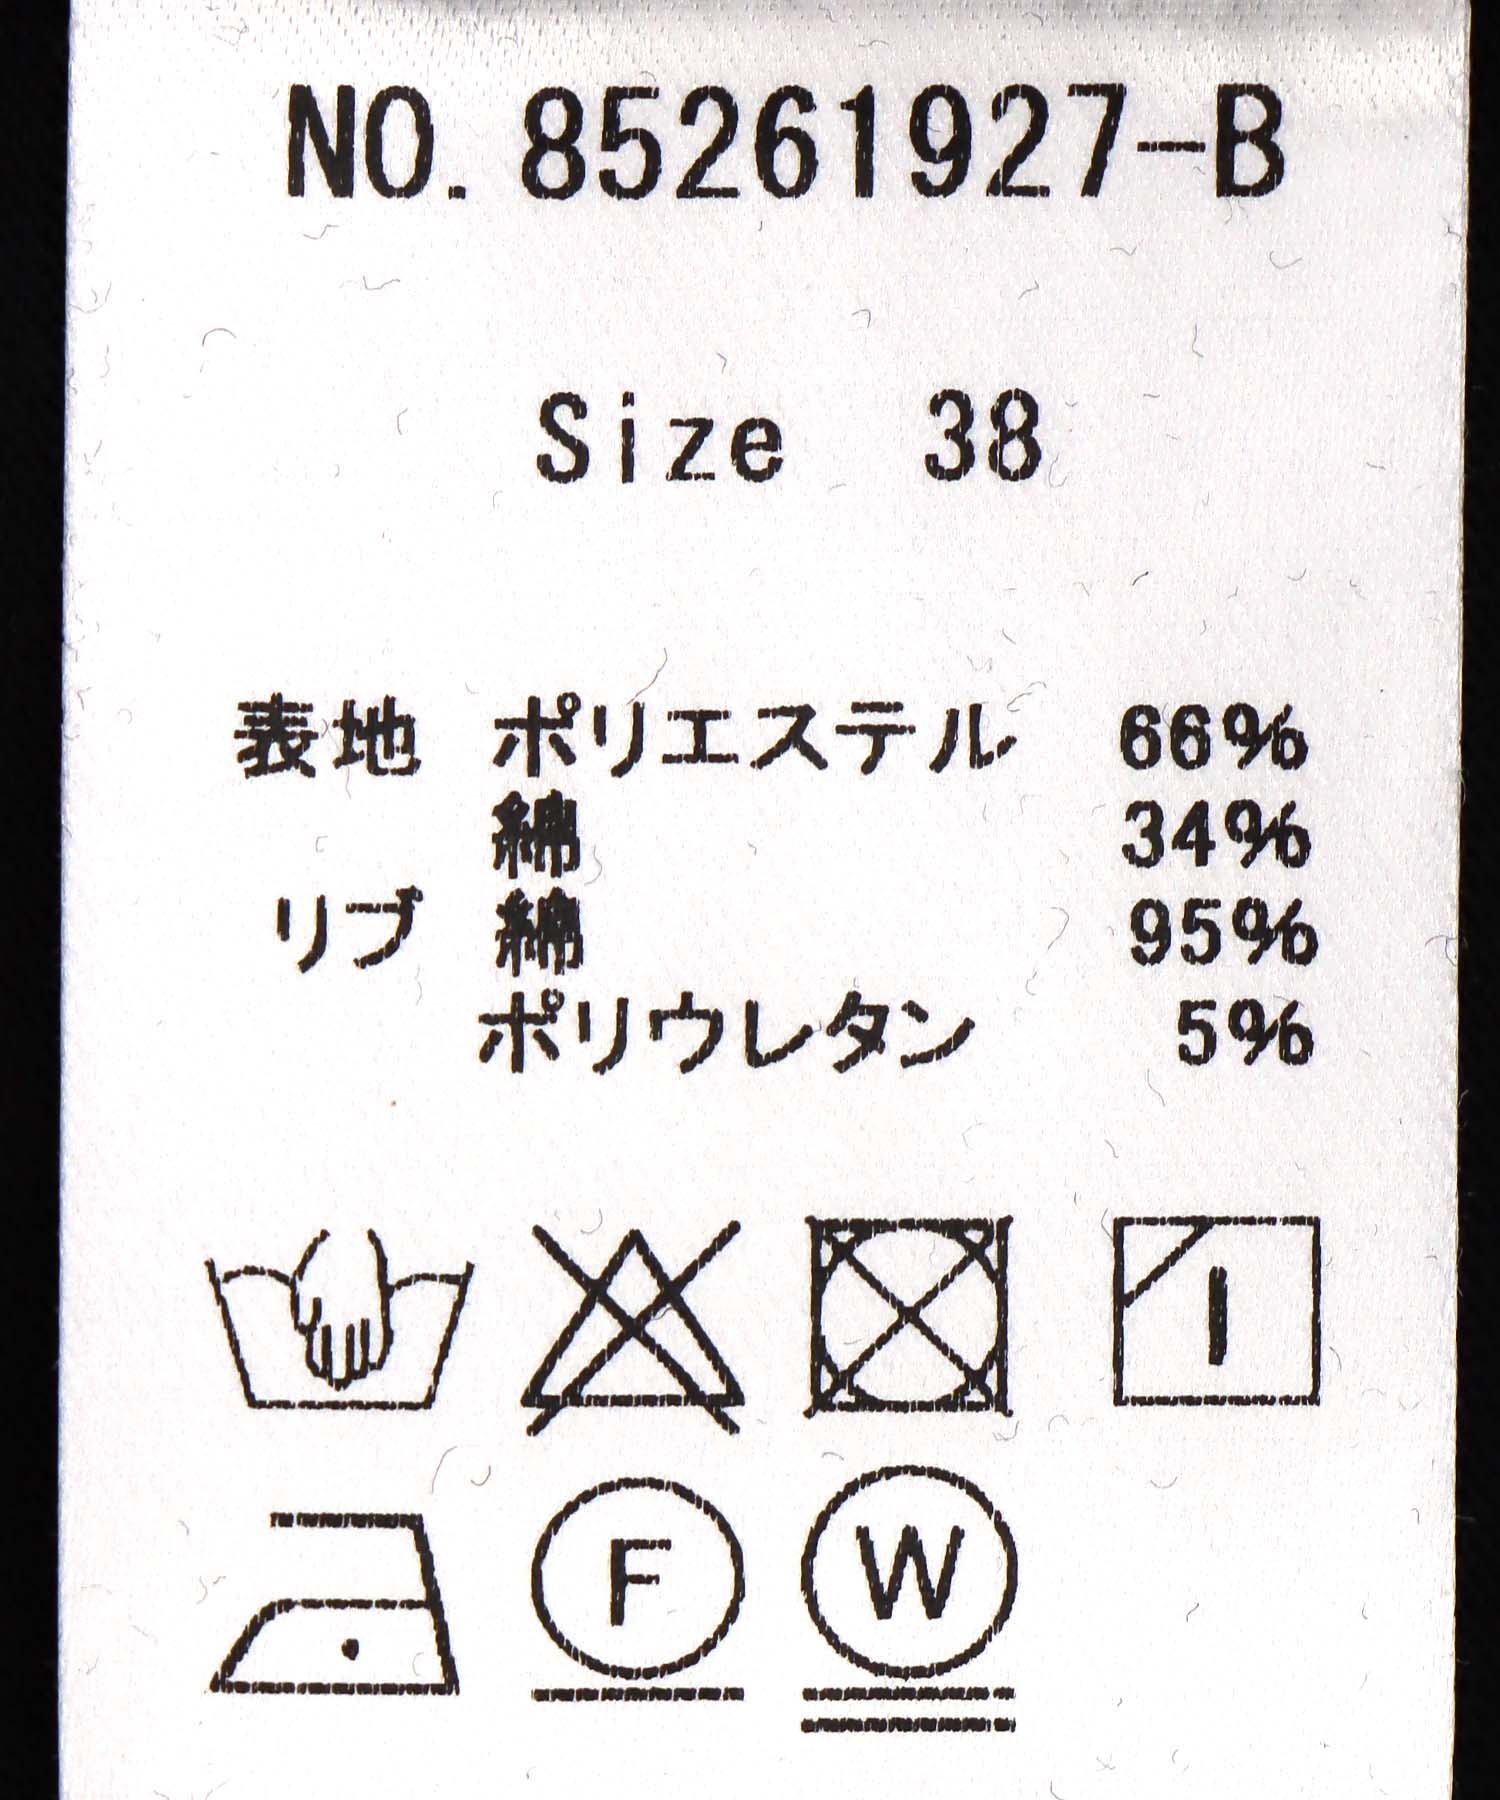 NO. 85261927-B
Size 38
表地 ポリエステル 66%
綿 34%
リブ 綿 95%
ポリウレタン 5%
F W